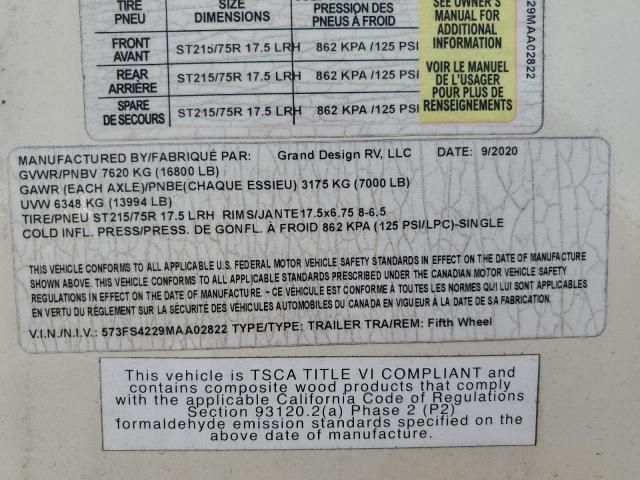 TIRE SIZE
PNEU DIMENSIONS PRESSION DES
PNEUS À FROID
FRONT
AVANT ST215/75R 17.5 LRH 862 KPA /125 PSI
REAR
ARRIÈRE ST215/75R 17.5 LRH 862 KPA /125 PSI
SPARE
DE SECOURS ST215/75R 17.5 LRH 862 KPA /125 PSI
SEE OWNER'S
MANUAL FOR
ADDITIONAL
INFORMATION
VOIR LE MANUEL
DE L'USAGER
POUR PLUS DE
RENSEIGNEMENTS
29MAA02822
MANUFACTURED BY/FABRIQUÉ PAR: Grand Design RV, LLC DATE: 9/2020
GVWR/PNBV 7620 KG (16800 LB)
GAWR (EACH AXLE)/PNBE(CHAQUE ESSIEU) 3175 KG (7000 LB)
UVW 6348 KG (13994 LB)
TIRE/PNEU ST215/75R 17.5 LRH RIMS/JANTE 17.5x6.75 8-6.5
COLD INFL. PRESS/PRESS. DE GONFL. À FROID 862 KPA (125 PSI/LPC)-SINGLE
THIS VEHICLE CONFORMS TO ALL APPLICABLE U.S. FEDERAL MOTOR VEHICLE SAFETY STANDARDS IN EFFECT ON THE DATE OF MANUFACTURE
SHOWN ABOVE. THIS VEHICLE CONFORMS TO ALL APPLICABLE STANDARDS PRESCRIBED UNDER THE CANADIAN MOTOR VEHICLE SAFETY
REGULATIONS IN EFFECT ON THE DATE OF MANUFACTURE. ~ CE VÉHICULE EST CONFORME À TOUTES LES NORMES QUI LUI SONT APPLICABLES
EN VERTU DU RÉGLEMENT SUR LA SÉCURITÉ DES VÉHICULES AUTOMOBILES DU CANADA EN VIGUEUR À LA DATE DE SA FABRICATION.
V.I.N./N.I.V.: 573FS4229MAA02822 TYPE/TYPE: TRAILER TRA/REM: Fifth Wheel
This vehicle is TSCA TITLE VI COMPLIANT and
contains composite wood products that comply
with the applicable California Code of Regulations
Section 93120.2(a) Phase 2 (P2)
formaldehyde emission standards specified on the
above date of manufacture.